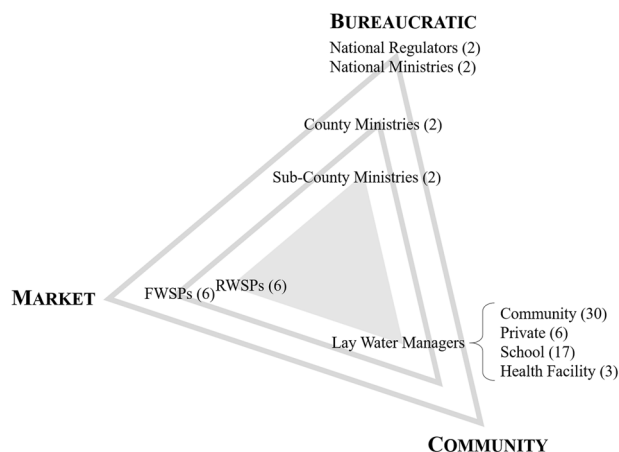 BUREAUCRATIC
National Regulators (2)
National Ministries (2)
County Ministries (2)
Sub-County Ministries (2)
MARKET
FWSPs (6)
RWSPs (6)
Lay Water Managers
Community (30)
Private (6)
School (17)
Health Facility (3)
COMMUNITY